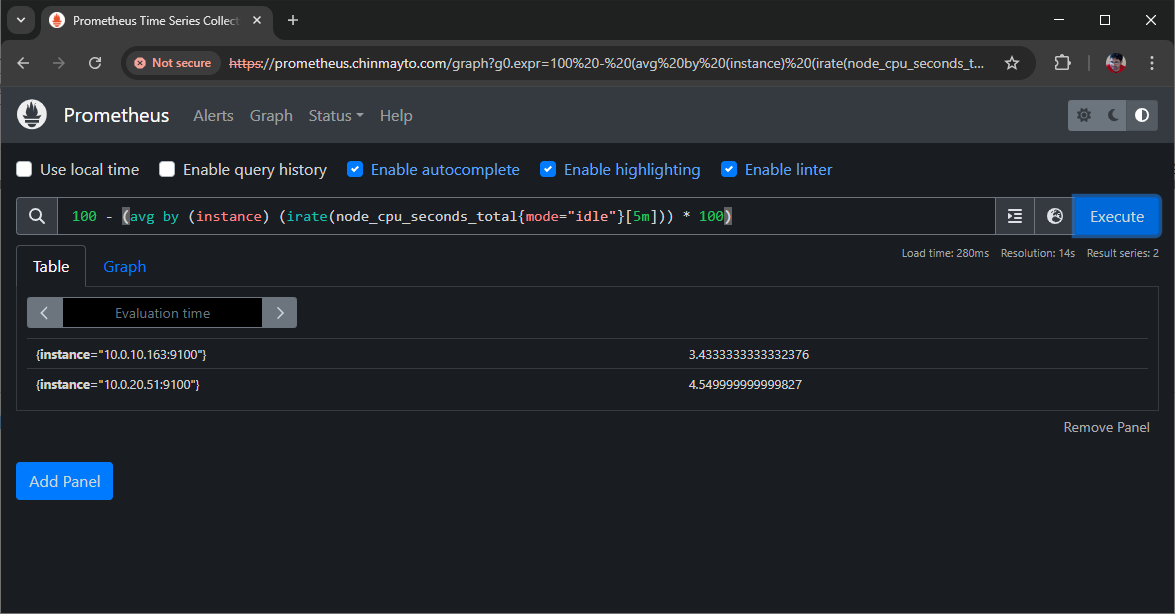 Prometheus Time Series Collect
Not secure https://prometheus.chinmayto.com/graph?g0.expr=100%20-%20(avg%20by%20(instance)%20(irate(node_cpu_seconds_t...
Prometheus Alerts Graph Status Help
Use local time Enable query history Enable autocomplete Enable highlighting Enable linter
100 - (avg by (instance) (irate(node_cpu_seconds_total{mode="idle"}[5m])) * 100) Execute
Load time: 280ms Resolution: 14s Result series: 2
Table Graph
Evaluation time
{instance="10.0.10.163:9100"} 3.4333333333332376
{instance="10.0.20.51:9100"} 4.549999999999827
Remove Panel
Add Panel